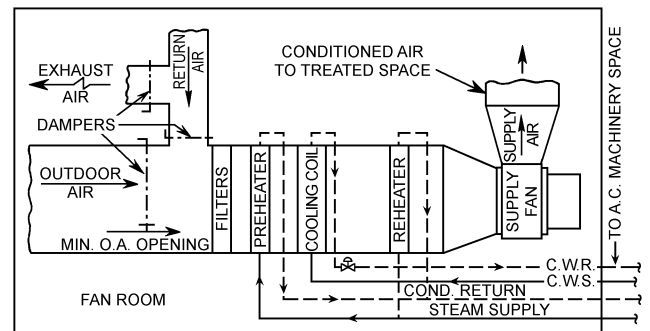 EXHAUST
AIR
RETURN
AIR
CONDITIONED AIR
TO TREATED SPACE
DAMPERS
OUTDOOR
AIR
MIN. O.A. OPENING
FILTERS
PREHEATER
COOLING COIL
REHEATER
SUPPLY
AIR
SUPPLY
FAN
TO A.C. MACHINERY SPACE
C.W.R.
C.W.S.
COND. RETURN
STEAM SUPPLY
FAN ROOM